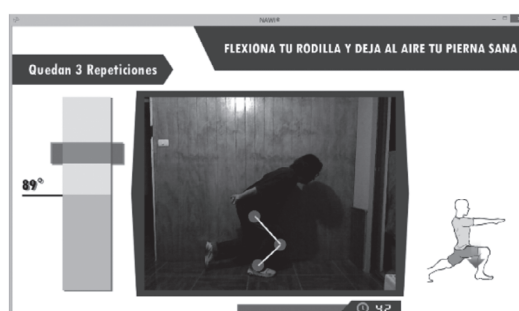 NAWI®
FLEXIONA TU RODILLA Y DEJA AL AIRE TU PIERNA SANA
Quedan 3 Repeticiones
89°
42